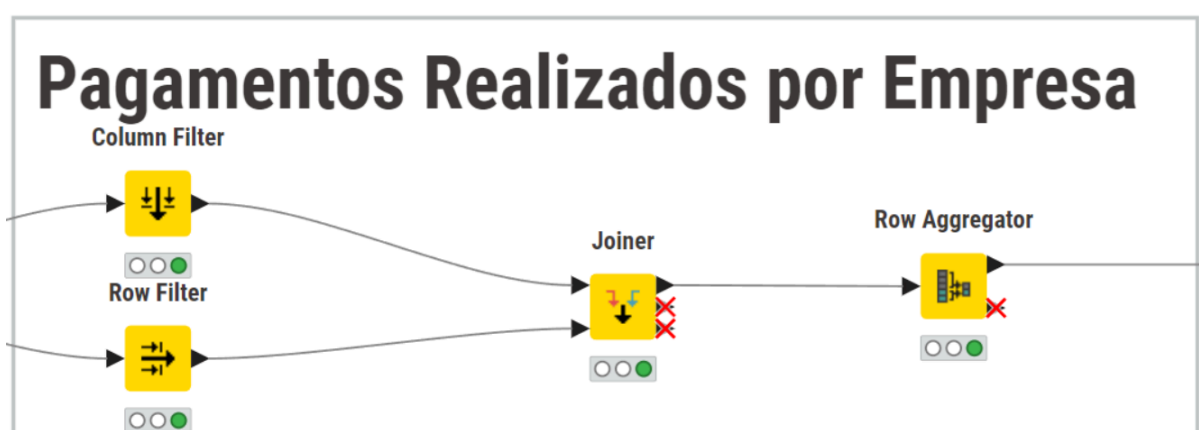 Pagamentos Realizados por Empresa
Column Filter
Row Filter
Joiner
Row Aggregator